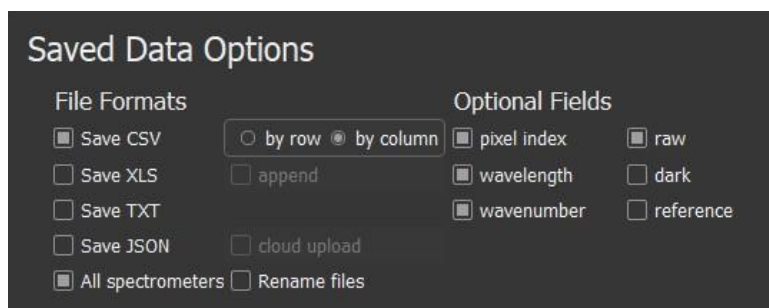 Saved Data Options
File Formats Optional Fields
Save CSV by row by column pixel index raw
Save XLS append wavelength dark
Save TXT wavenumber reference
Save JSON cloud upload
All spectrometers Rename files